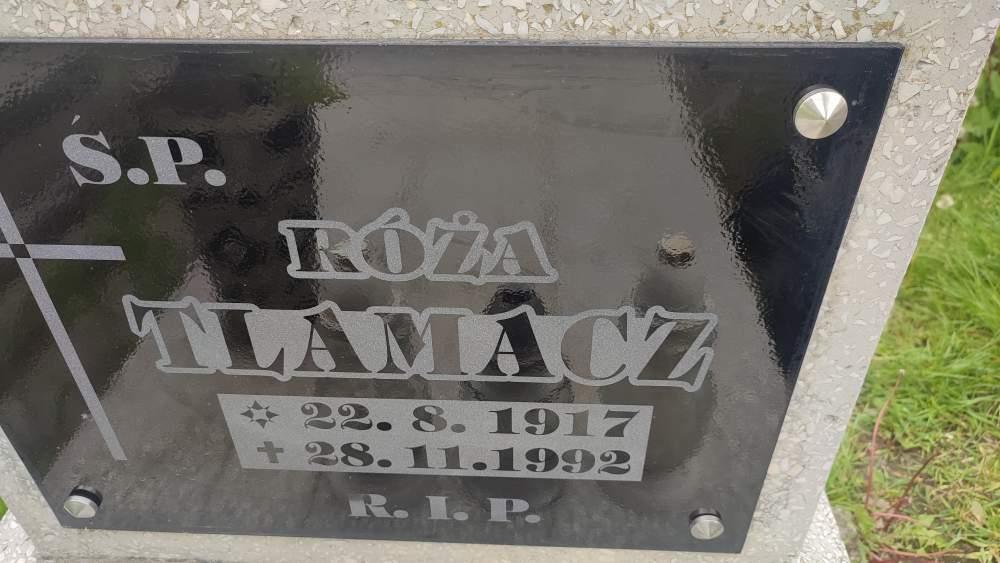 Ś.P.
RÓŻA
TLAMACZ
22. 8. 1917
28. 11. 1992
R. I. P.